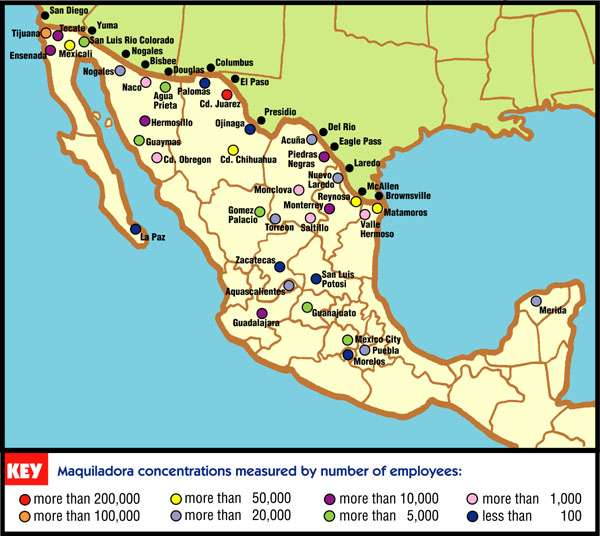 San Diego
Tijuana
Tecate
Yuma
San Luis Rio Colorado
Ensenada
Mexicali
Nogales
Bisbee
Douglas
Columbus
El Paso
Nogales
Naco
Agua
Prieta
Palomas
Cd. Juarez
Presidio
Hermosillo
Ojinaga
Guaymas
Cd. Obregon
Cd. Chihuahua
Acuña
Del Rio
Eagle Pass
Piedras
Negras
Laredo
Nuevo
Laredo
McAllen
Brownsville
Monclova
Reynosa
Monterrey
Matamoros
Gomez
Palacio
Torreon
Saltillo
Valle
Hermoso
La Paz
Zacatecas
San Luis
Potosi
Aquascalientes
Guanajuato
Guadalajara
Merida
Mexico City
Puebla
Morelos
KEY
Maquiladora concentrations measured by number of employees:
more than 200,000
more than 50,000
more than 10,000
more than 1,000
more than 100,000
more than 20,000
more than 5,000
less than 100